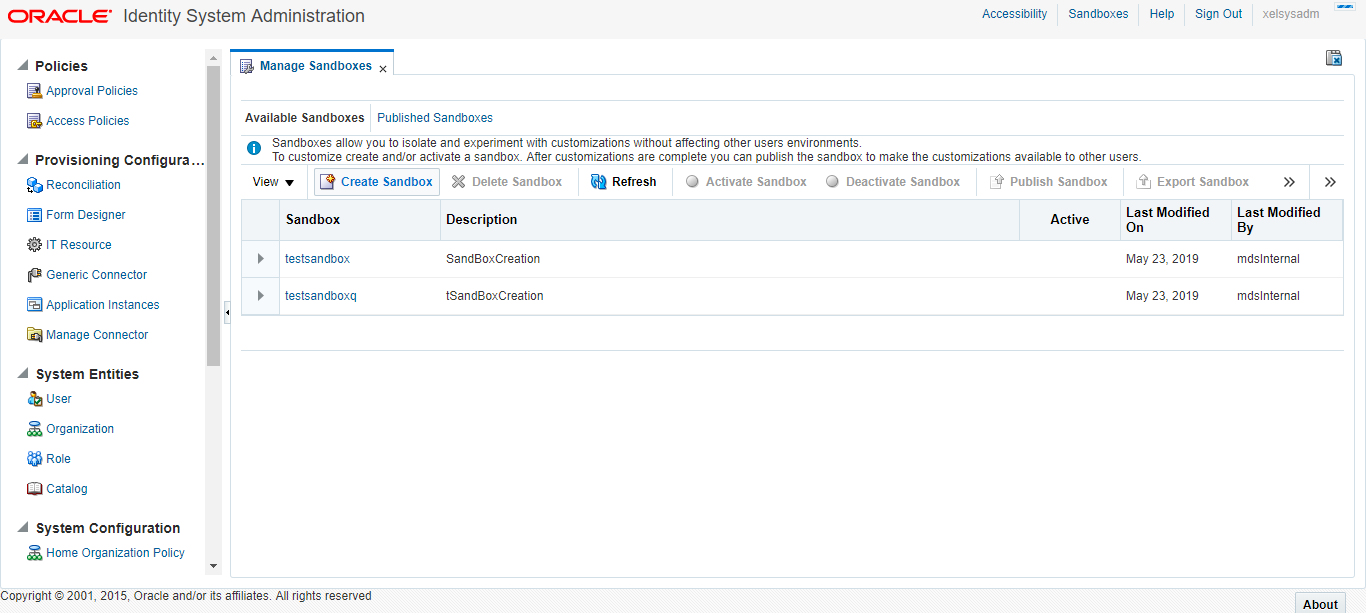 ORACLE Identity System Administration
Accessibility Sandboxes Help Sign Out xelsysadm
Policies
Approval Policies
Access Policies
Provisioning Configura...
Reconciliation
Form Designer
IT Resource
Generic Connector
Application Instances
Manage Connector
System Entities
User
Organization
Role
Catalog
System Configuration
Home Organization Policy
Manage Sandboxes
Available Sandboxes Published Sandboxes
Sandboxes allow you to isolate and experiment with customizations without affecting other users environments.
To customize create and/or activate a sandbox. After customizations are complete you can publish the sandbox to make the customizations available to other users.
View Create Sandbox Delete Sandbox Refresh Activate Sandbox Deactivate Sandbox Publish Sandbox Export Sandbox
Sandbox Description Active Last Modified On Last Modified By
testsandbox SandBoxCreation May 23, 2019 mdsInternal
testsandboxq tSandBoxCreation May 23, 2019 mdsInternal
Copyright © 2001, 2015, Oracle and/or its affiliates. All rights reserved
About